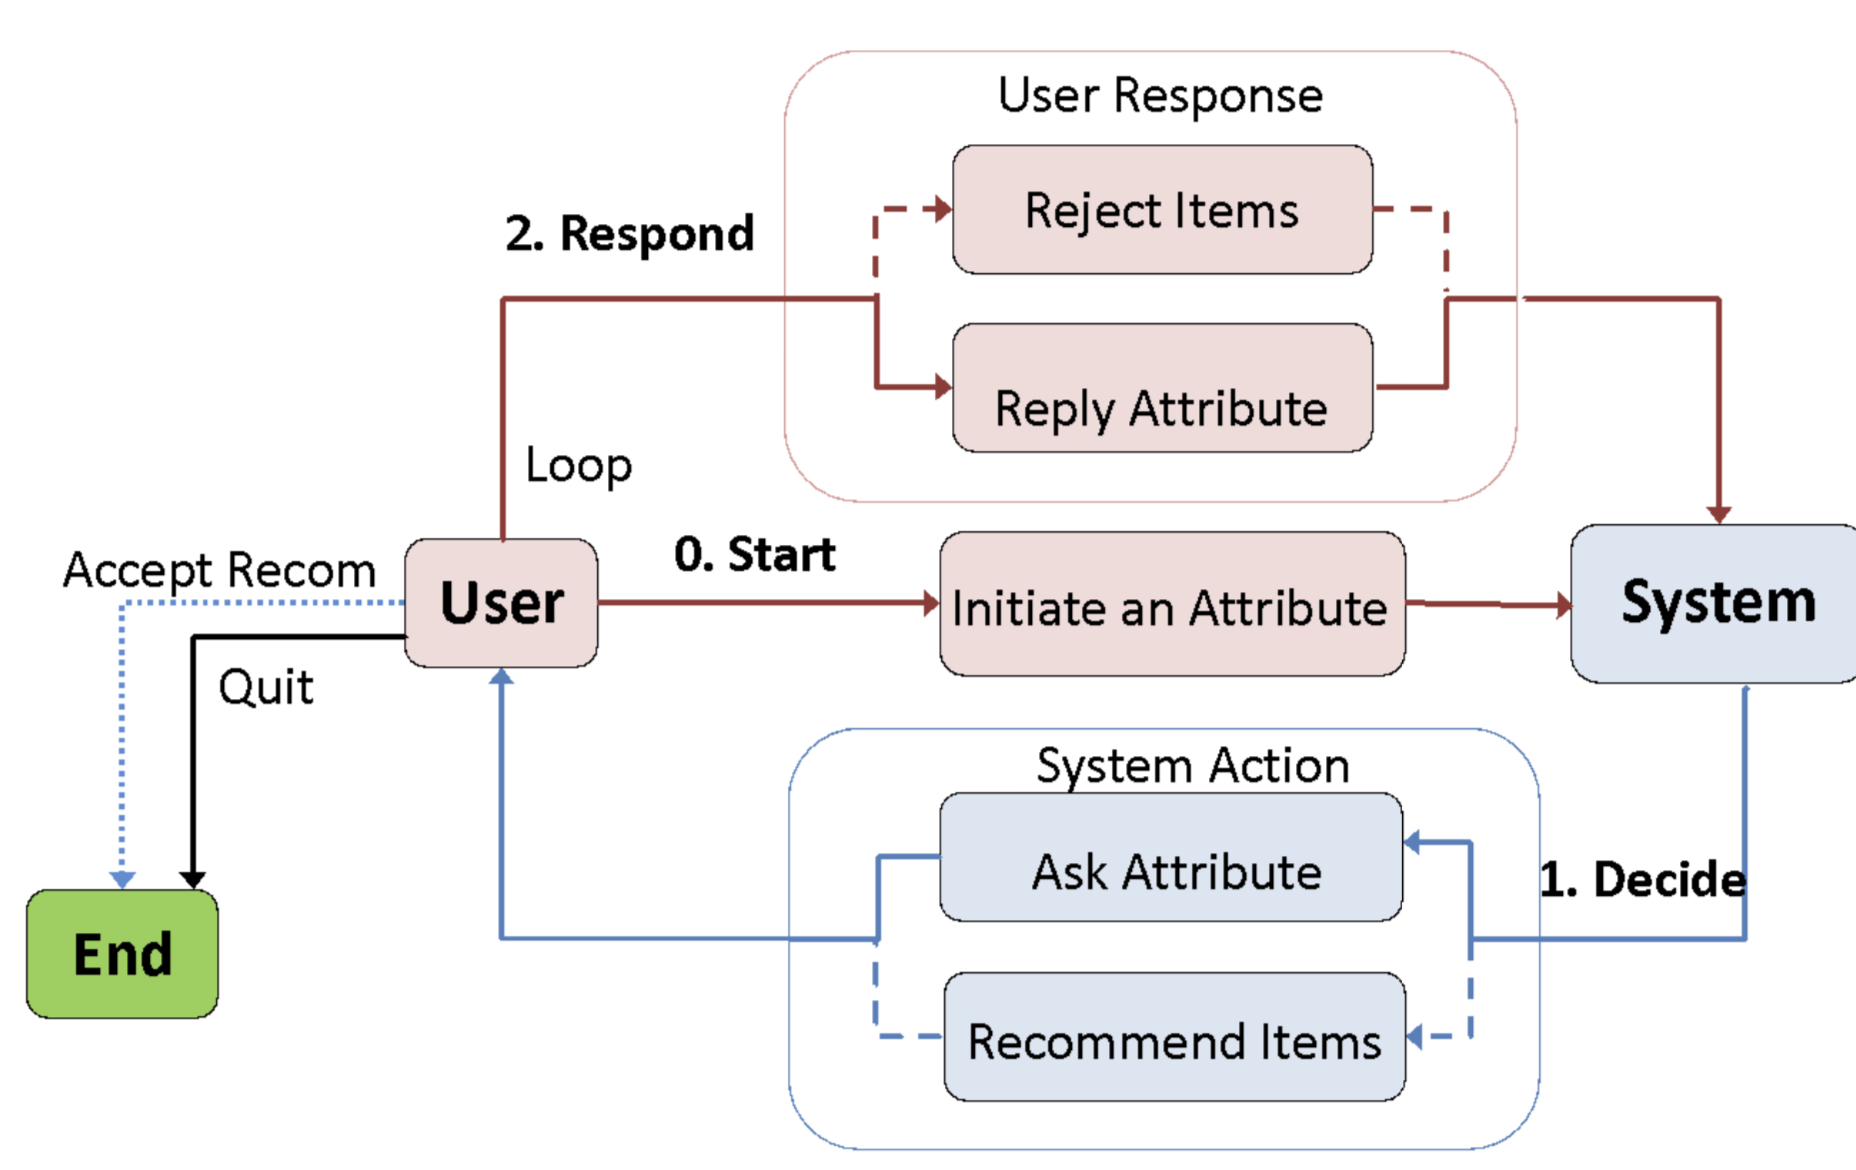 User Response
Reject Items
2. Respond
Reply Attribute
Loop
Accept Recom
User
0. Start
Initiate an Attribute
System
Quit
System Action
Ask Attribute
1. Decide
End
Recommend Items